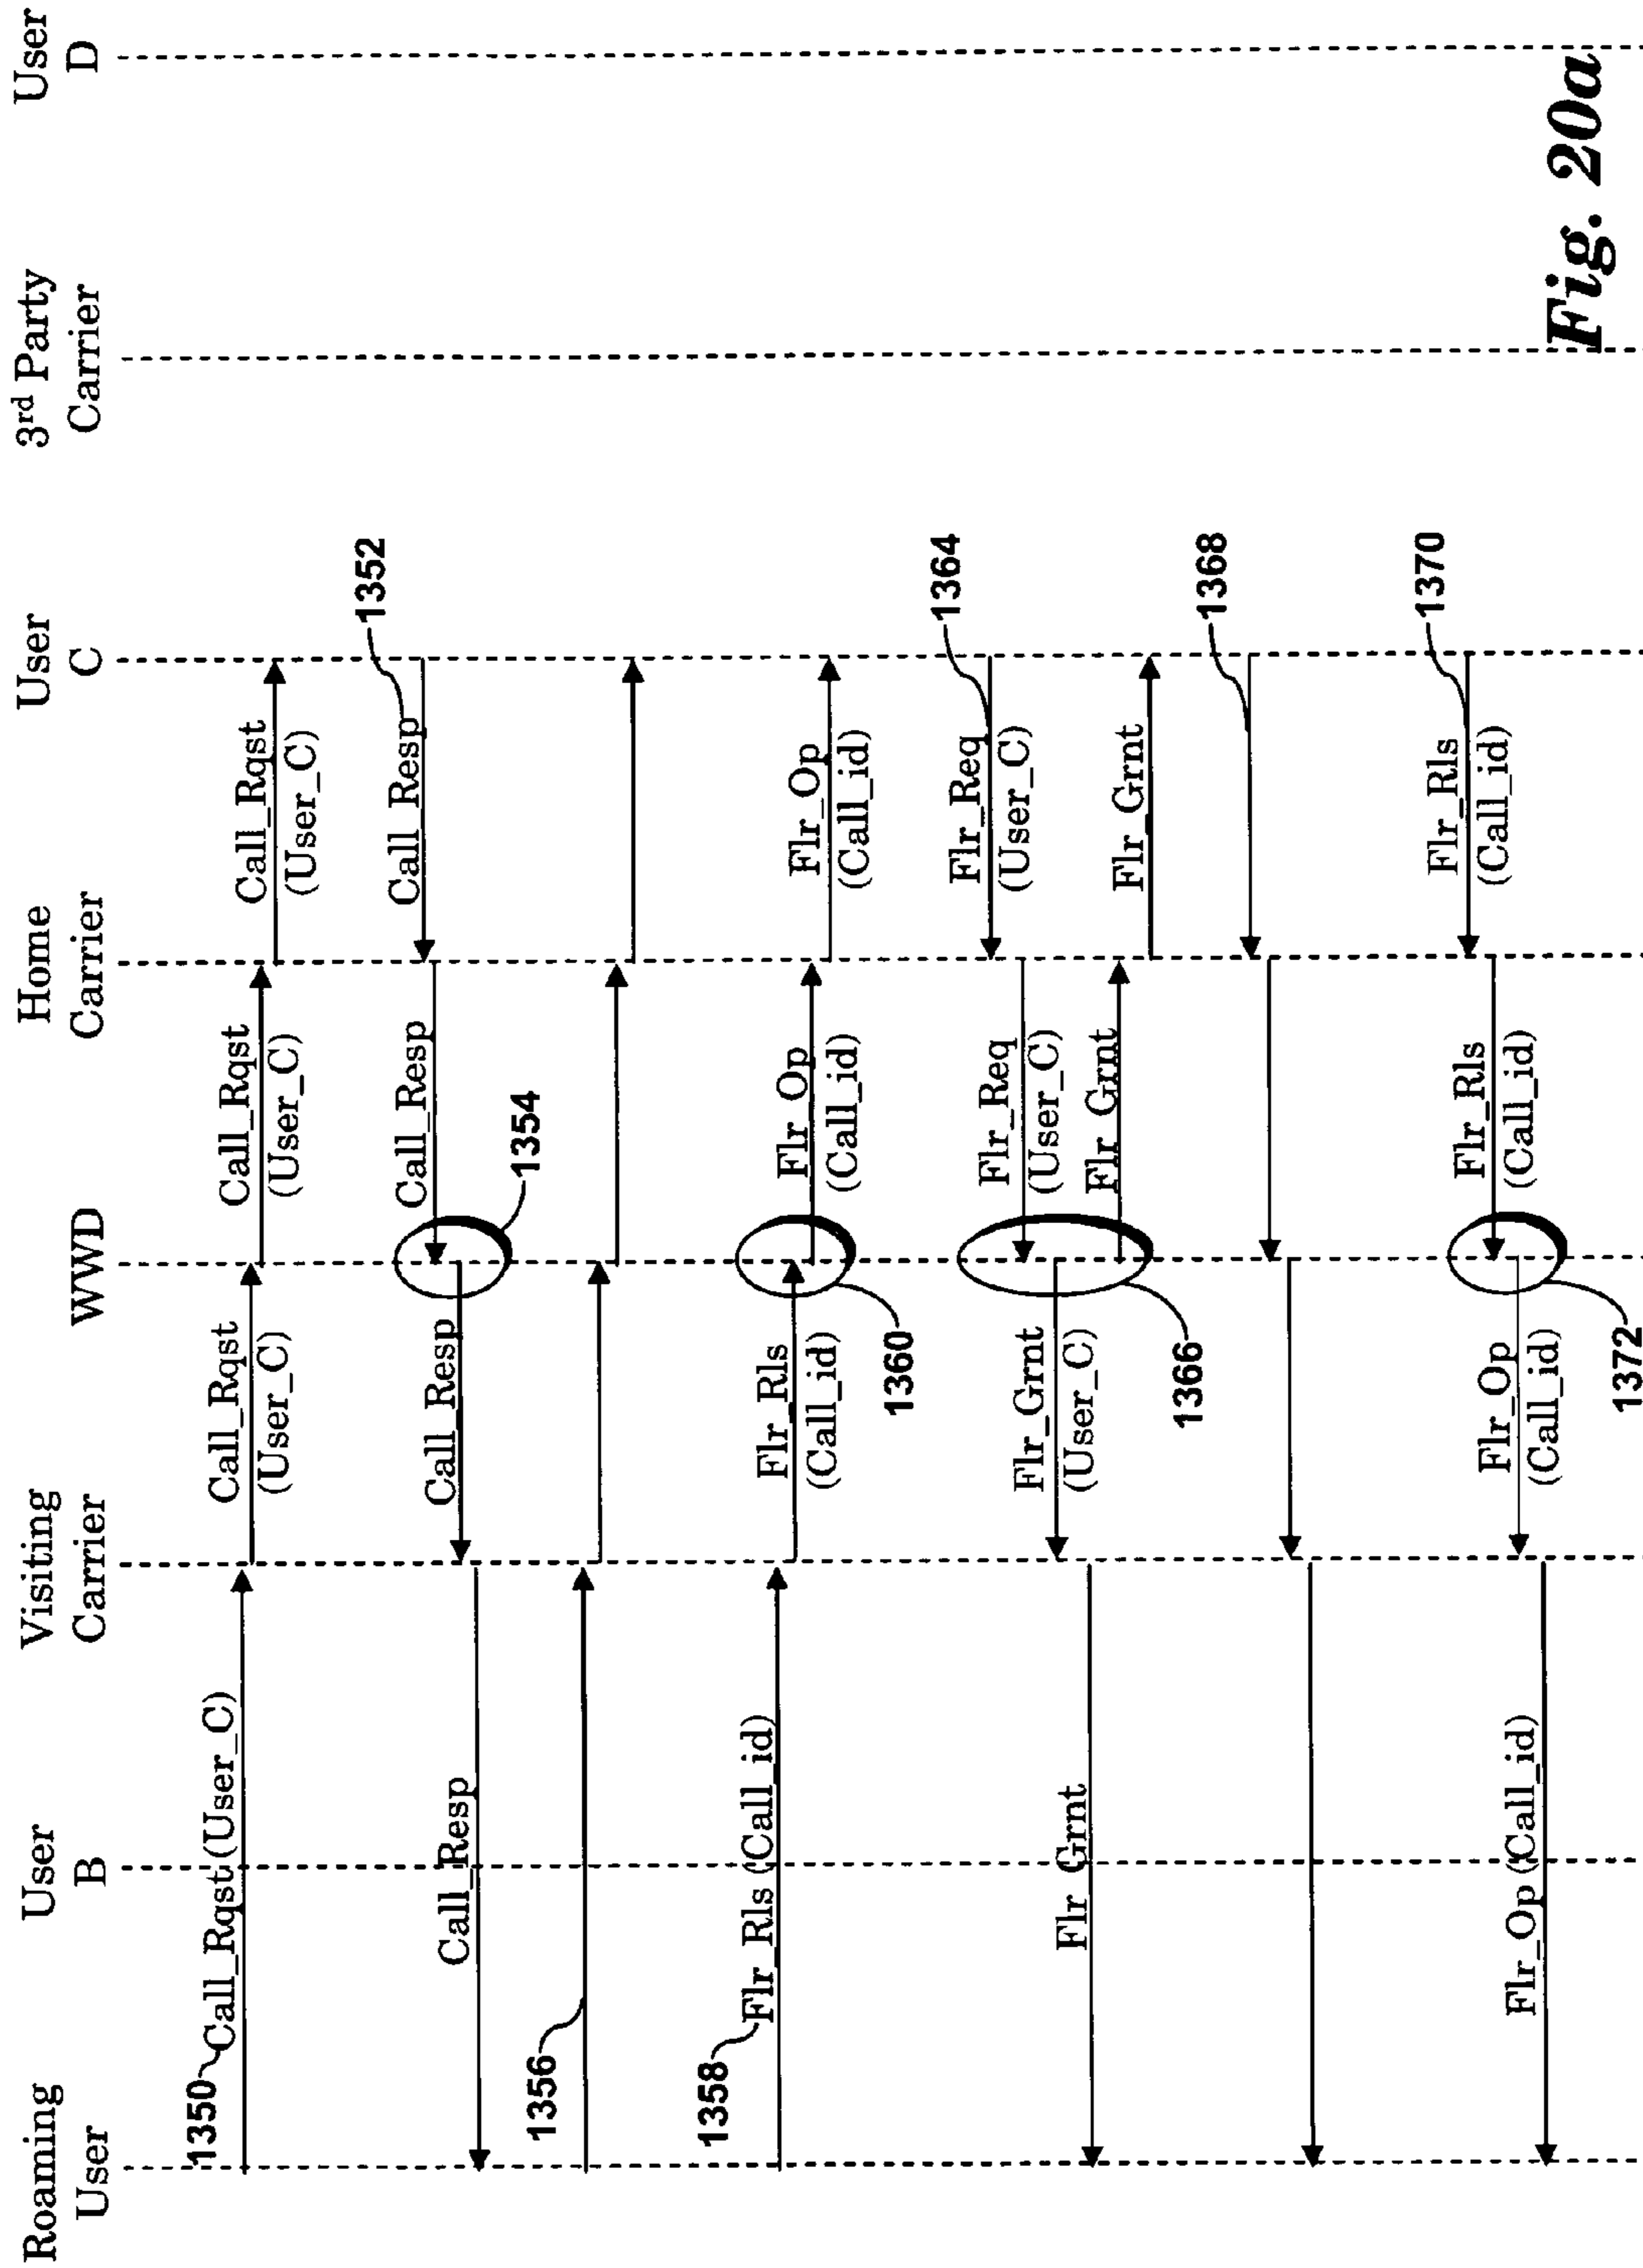 Roaming
User
User
B
Visiting
Carrier
WWD
Home
Carrier
User
C
3rd Party
Carrier
User
D
1350
Call_Rqst (User_C)
Call_Rqst
(User_C)
Call_Rqst
(User_C)
Call_Rqst
(User_C)
1352
Call_Resp
Call_Resp
1354
Call_Resp
Call_Resp
1356
1358
Flr_Rls (Call_id)
Flr_Rls
(Call_id)
1360
Flr_Op
(Call_id)
Flr_Op
(Call_id)
1364
Flr_Req
(User_C)
Flr_Req
(User_C)
1366
Flr_Grnt
(User_C)
Flr_Grnt
Flr_Grnt
Flr_Grnt
1368
1370
Flr_Rls
(Call_id)
Flr_Rls
(Call_id)
1372
Flr_Op
(Call_id)
Flr_Op (Call_id)
Fig. 20a